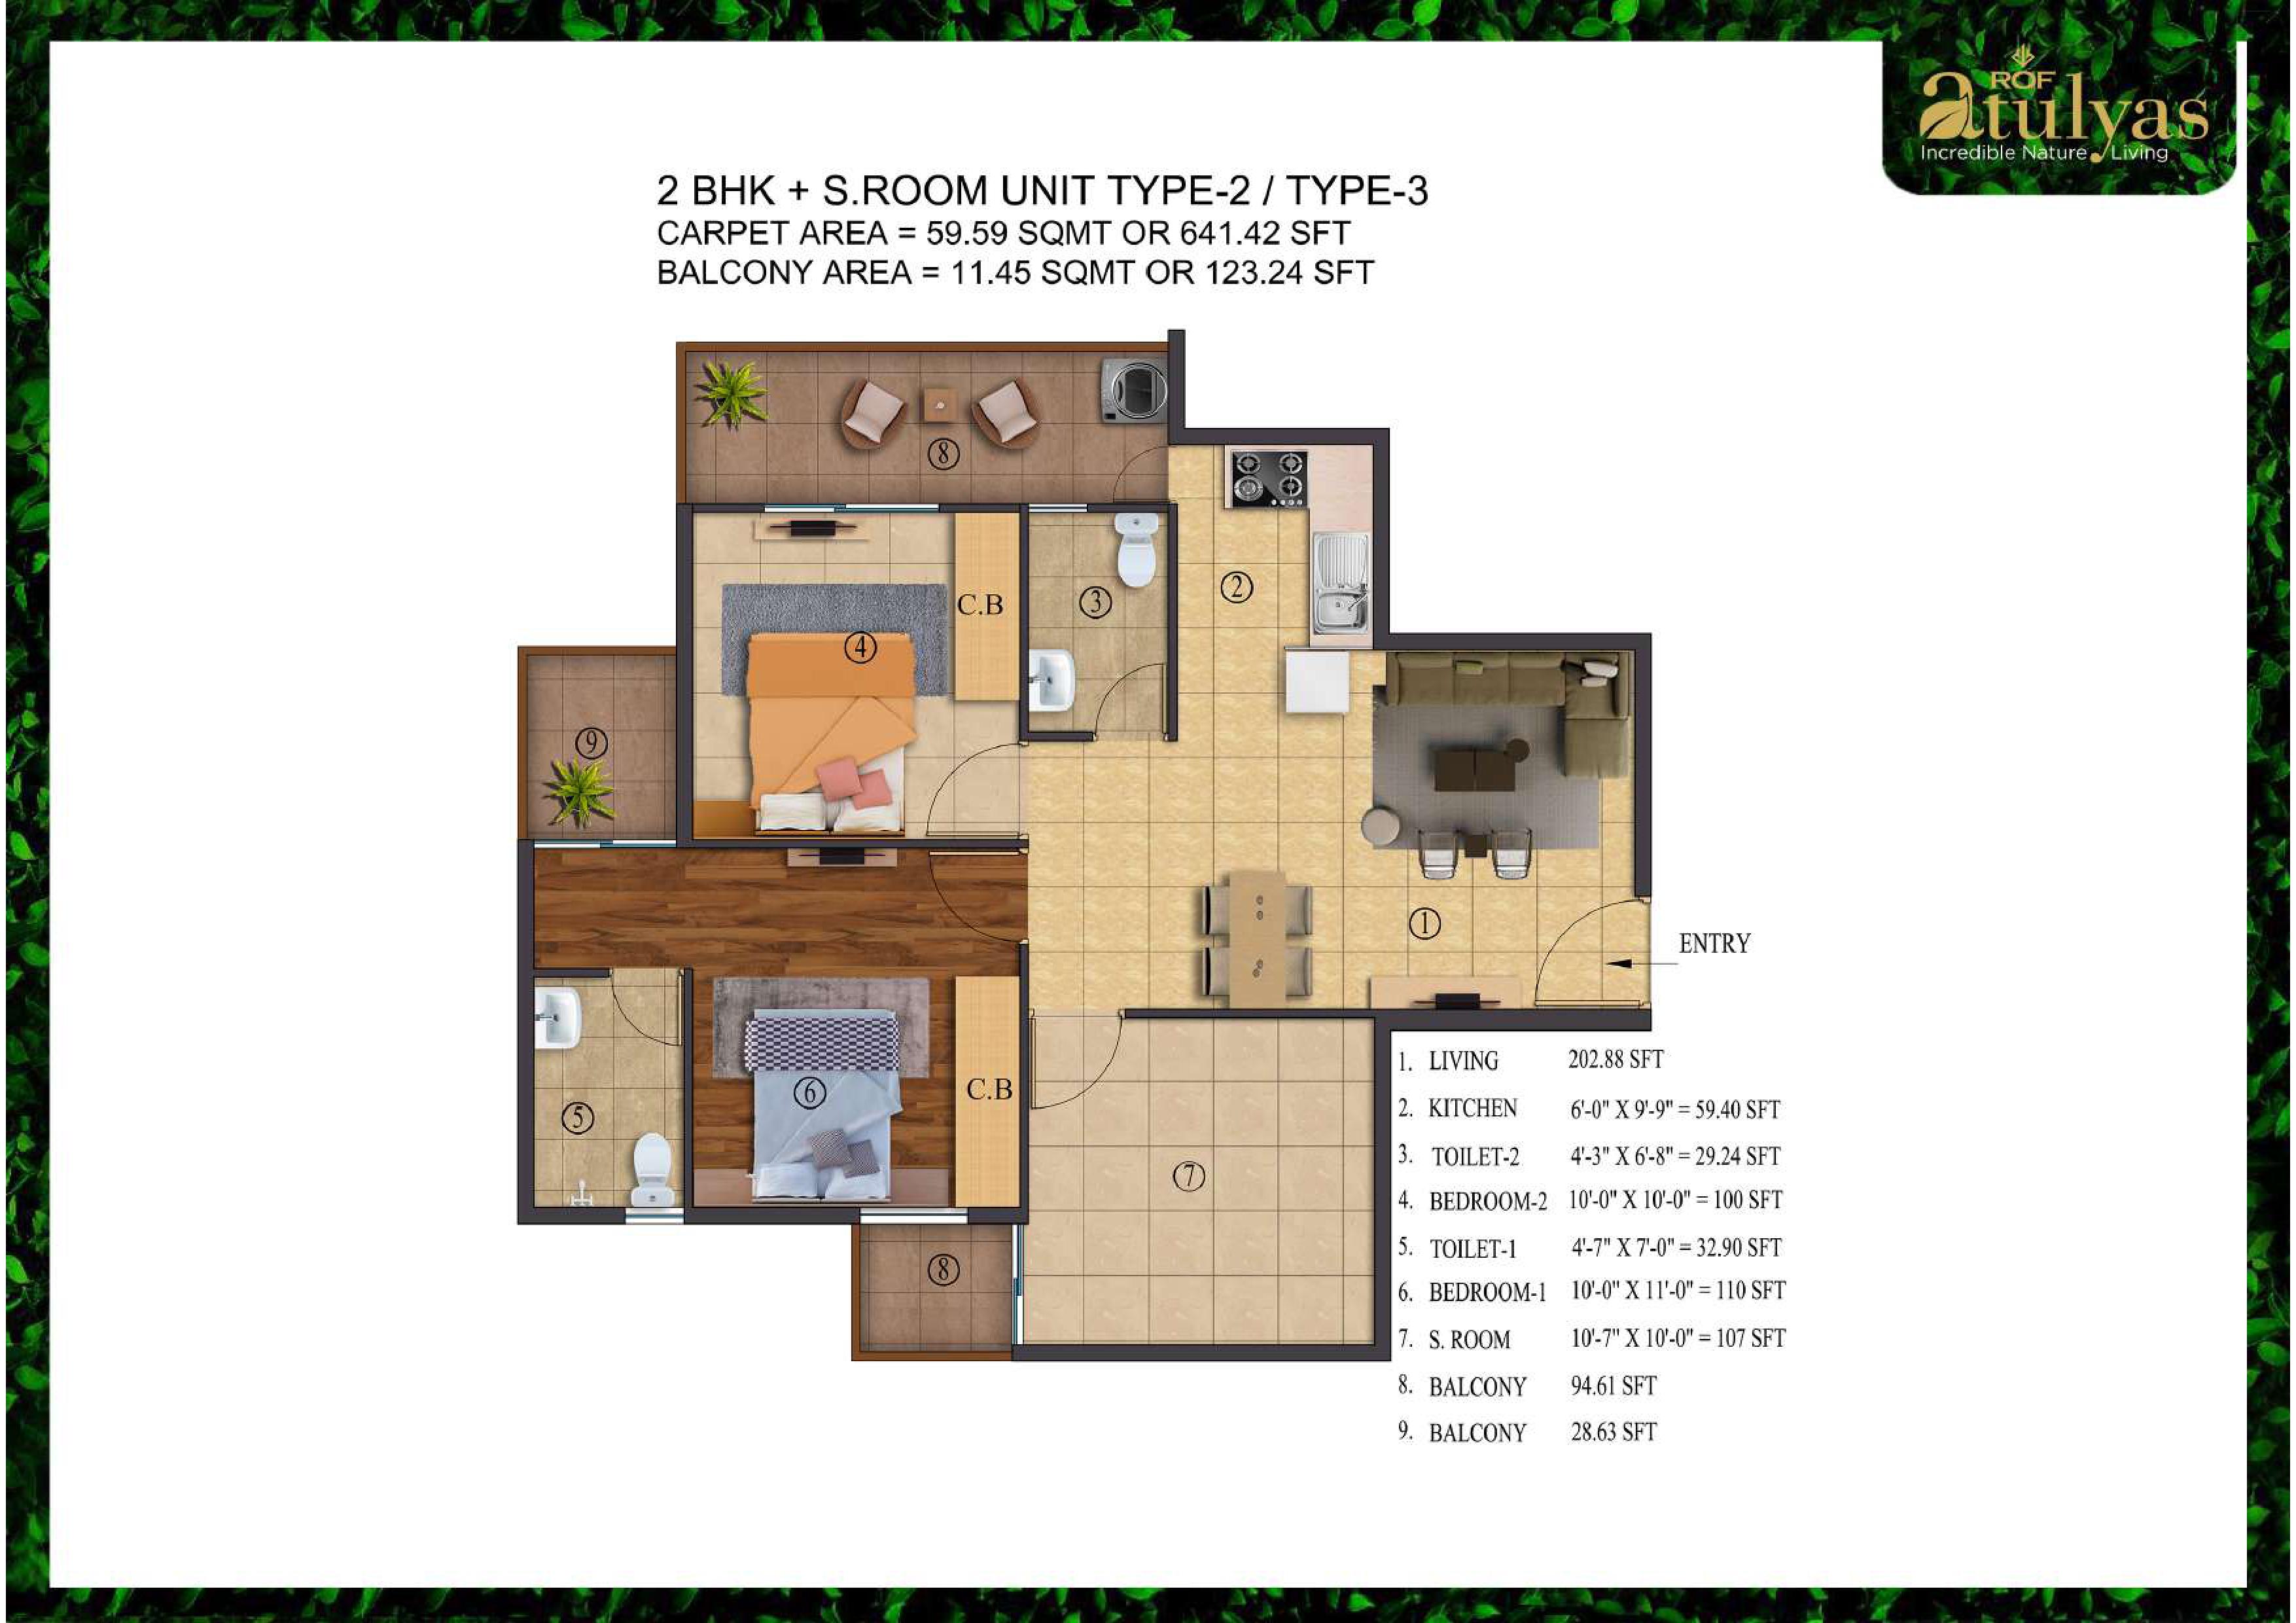 ROF
atulyas
Incredible Nature Living
2 BHK + S.ROOM UNIT TYPE-2 / TYPE-3
CARPET AREA = 59.59 SQMT OR 641.42 SFT
BALCONY AREA = 11.45 SQMT OR 123.24 SFT
8
C.B
3
2
4
9
1
ENTRY
6
C.B
5
7
8
1. LIVING 202.88 SFT
2. KITCHEN 6'-0" X 9'-9" = 59.40 SFT
3. TOILET-2 4'-3" X 6'-8" = 29.24 SFT
4. BEDROOM-2 10'-0" X 10'-0" = 100 SFT
5. TOILET-1 4'-7" X 7'-0" = 32.90 SFT
6. BEDROOM-1 10'-0" X 11'-0" = 110 SFT
7. S. ROOM 10'-7" X 10'-0" = 107 SFT
8. BALCONY 94.61 SFT
9. BALCONY 28.63 SFT